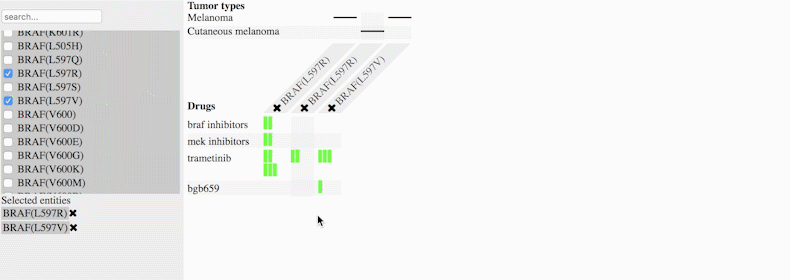 search...
BRAF(K601R)
BRAF(L505H)
BRAF(L597Q)
BRAF(L597R)
BRAF(L597S)
BRAF(L597V)
BRAF(V600)
BRAF(V600D)
BRAF(V600E)
BRAF(V600G)
BRAF(V600K)
BRAF(V600M)
Selected entities
BRAF(L597R) ✖
BRAF(L597V) ✖
Tumor types
Melanoma
Cutaneous melanoma
✖ BRAF(L597R)
✖ BRAF(L597R)
✖ BRAF(L597V)
Drugs
braf inhibitors
mek inhibitors
trametinib
bgb659